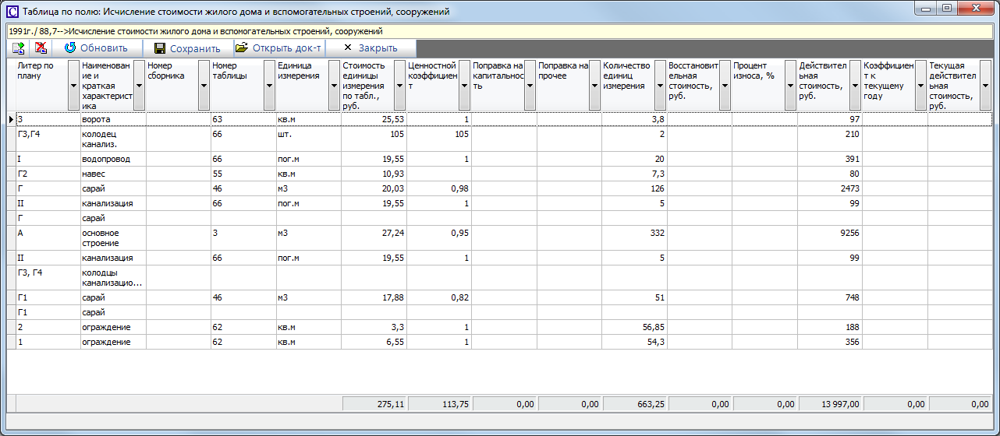 C Таблица по полю: Исчисление стоимости жилого дома и вспомогательных строений, сооружений
1991г./ 88,7-->Исчисление стоимости жилого дома и вспомогательных строений, сооружений
Обновить Сохранить Открыть док-т Закрыть
Литер по плану Наименование и краткая характеристика Номер сборника Номер таблицы Единица измерения Стоимость единицы измерения по табл., руб. Ценностной коэффициент Поправка на капитальность Поправка на прочее Количество единиц измерения Восстановительная стоимость, руб. Процент износа, % Действительная стоимость, руб. Коэффициент к текущему году Текущая действительная стоимость, руб.
3 ворота 63 кв.м 25,53 1 3,8 97
Г3,Г4 колодец канализ. 66 шт. 105 105 2 210
I водопровод 66 пог.м 19,55 1 20 391
Г2 навес 55 кв.м 10,93 7,3 80
Г сарай 46 м3 20,03 0,98 126 2473
II канализация 66 пог.м 19,55 1 5 99
Г сарай
А основное строение 3 м3 27,24 0,95 332 9256
II канализация 66 пог.м 19,55 1 5 99
Г3, Г4 колодцы канализацио...
Г1 сарай 46 м3 17,88 0,82 51 748
Г1 сарай
2 ограждение 62 кв.м 3,3 1 56,85 188
1 ограждение 62 кв.м 6,55 1 54,3 356
275,11 113,75 0,00 0,00 663,25 0,00 0,00 13 997,00 0,00 0,00